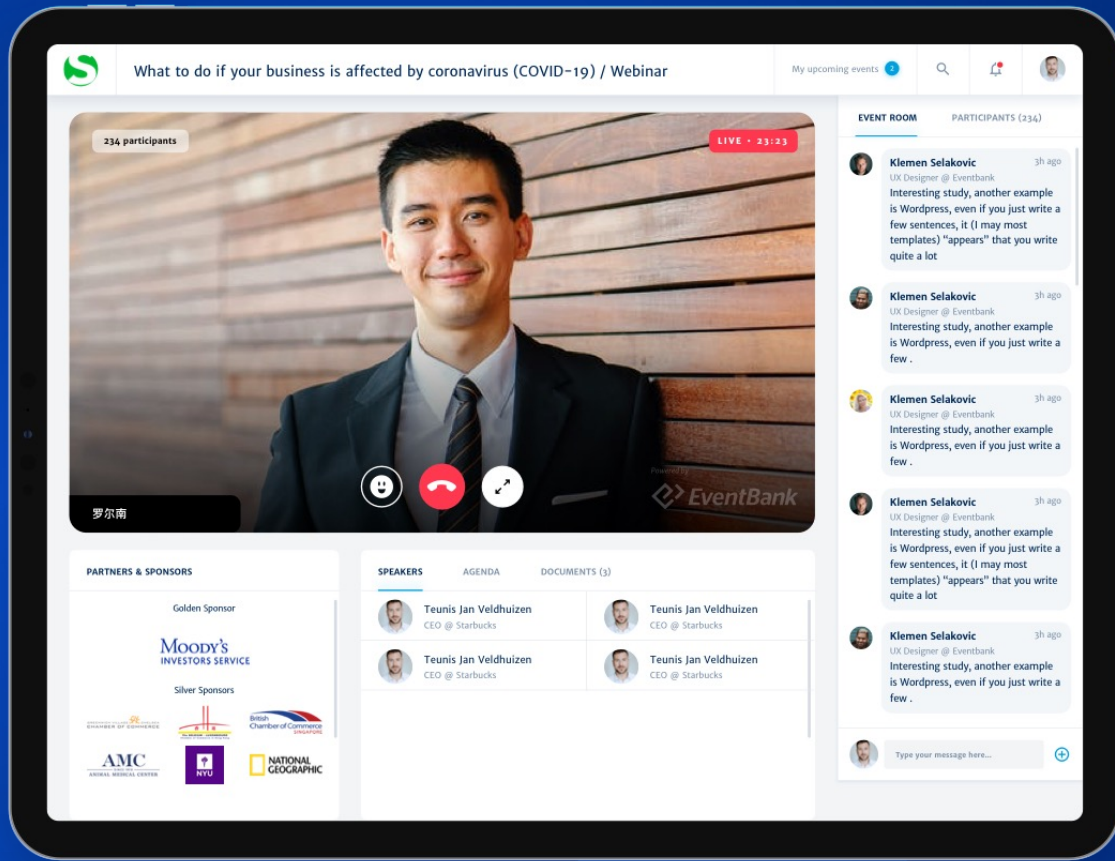 What to do if your business is affected by coronavirus (COVID-19) / Webinar
My upcoming events 2
234 participants
LIVE • 23:23
罗尔南
Powered by
EventBank
PARTNERS & SPONSORS
Golden Sponsor
MOODY'S
INVESTORS SERVICE
Silver Sponsors
CHAMBER OF COMMERCE
British
Chamber of Commerce
SINGAPORE
AMC
ANIMAL MEDICAL CENTER
NYU
NATIONAL
GEOGRAPHIC
SPEAKERS AGENDA DOCUMENTS (3)
Teunis Jan Veldhuizen
CEO @ Starbucks
Teunis Jan Veldhuizen
CEO @ Starbucks
Teunis Jan Veldhuizen
CEO @ Starbucks
Teunis Jan Veldhuizen
CEO @ Starbucks
EVENT ROOM PARTICIPANTS (234)
Klemen Selakovic 3h ago
UX Designer @ Eventbank
Interesting study, another example
is Wordpress, even if you just write a
few sentences, it (I may most
templates) “appears” that you write
quite a lot
Klemen Selakovic 3h ago
UX Designer @ Eventbank
Interesting study, another example
is Wordpress, even if you just write a
few .
Klemen Selakovic 3h ago
UX Designer @ Eventbank
Interesting study, another example
is Wordpress, even if you just write a
few .
Klemen Selakovic 3h ago
UX Designer @ Eventbank
Interesting study, another example
is Wordpress, even if you just write a
few sentences, it (I may most
templates) “appears” that you write
quite a lot
Klemen Selakovic 3h ago
UX Designer @ Eventbank
Interesting study, another example
is Wordpress, even if you just write a
few .
Type your message here...